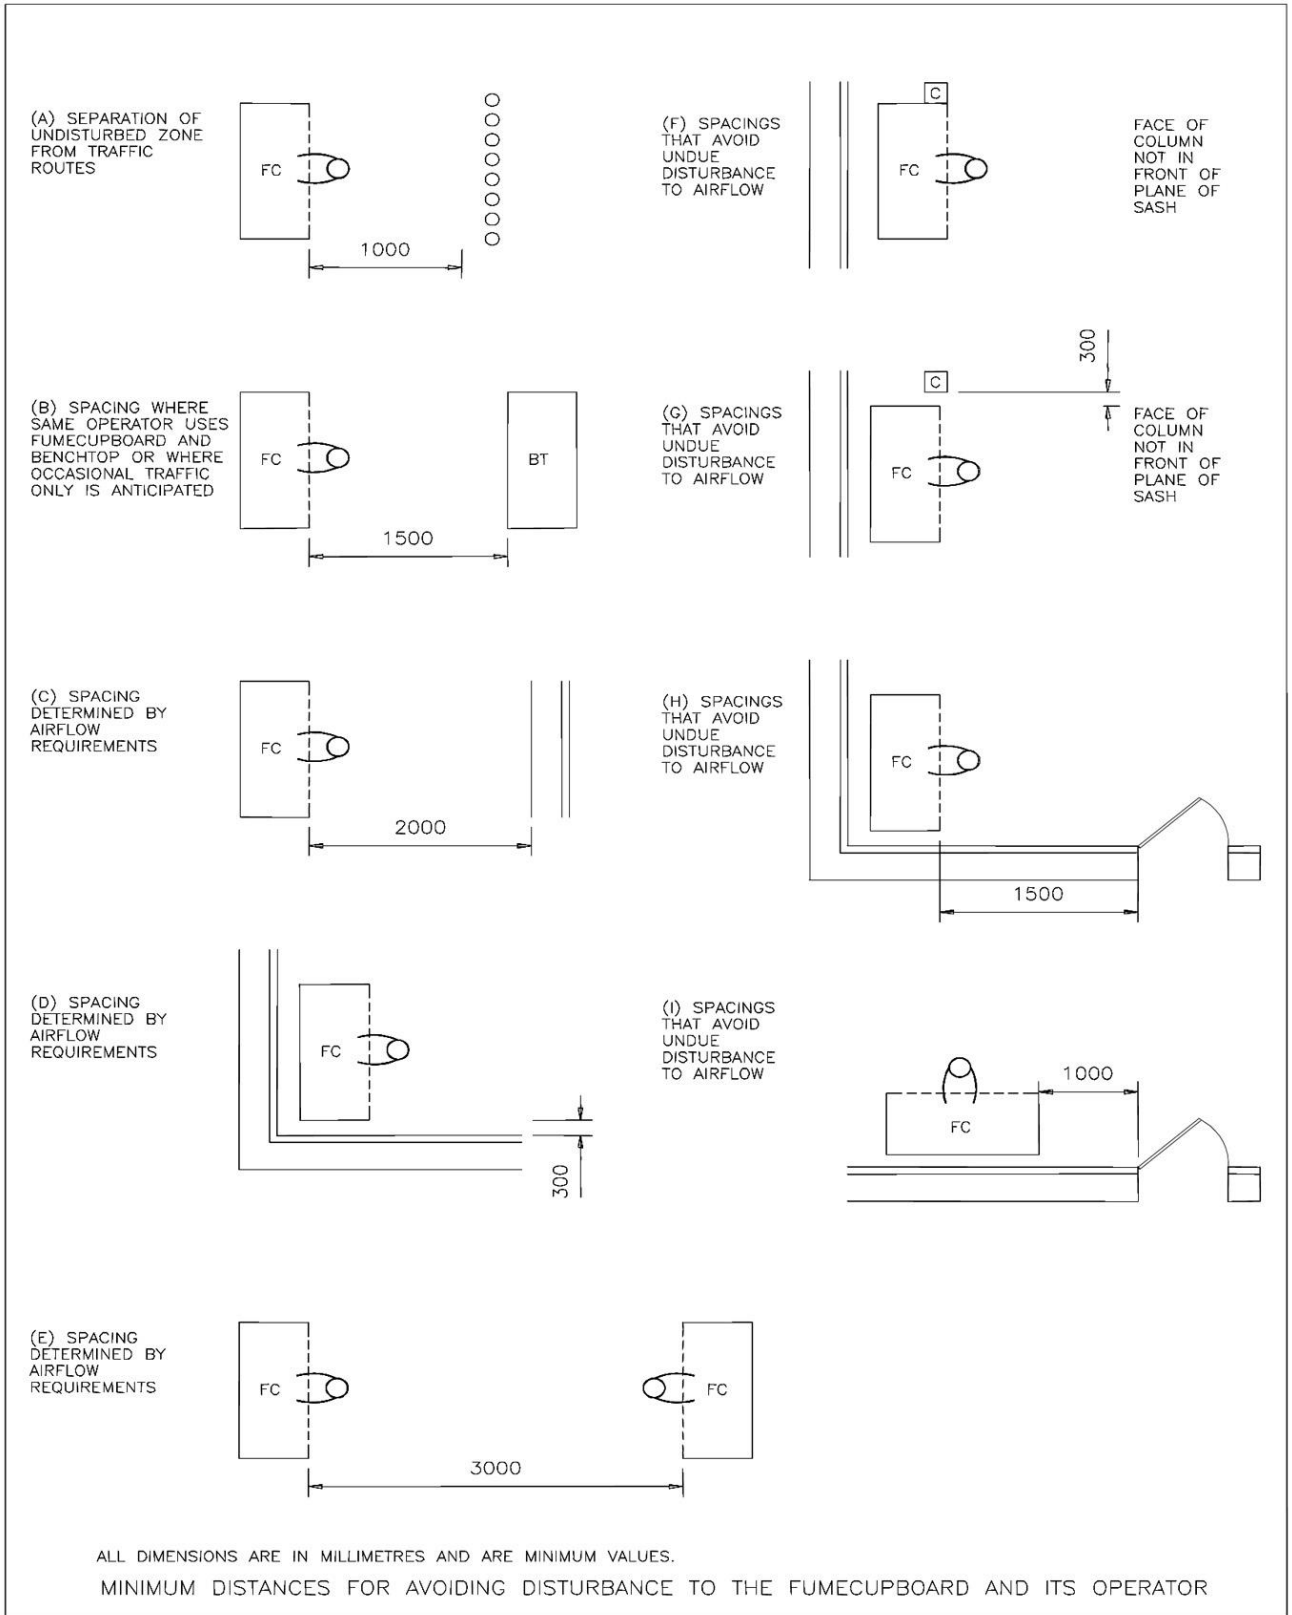 (A) SEPARATION OF
UNDISTURBED ZONE
FROM TRAFFIC
ROUTES
FC
1000
(B) SPACING WHERE
SAME OPERATOR USES
FUMECUPBOARD AND
BENCHTOP OR WHERE
OCCASIONAL TRAFFIC
ONLY IS ANTICIPATED
FC
BT
1500
(C) SPACING
DETERMINED BY
AIRFLOW
REQUIREMENTS
FC
2000
(D) SPACING
DETERMINED BY
AIRFLOW
REQUIREMENTS
FC
300
(E) SPACING
DETERMINED BY
AIRFLOW
REQUIREMENTS
FC
FC
3000
(F) SPACINGS
THAT AVOID
UNDUE
DISTURBANCE
TO AIRFLOW
C
FC
FACE OF
COLUMN
NOT IN
FRONT OF
PLANE OF
SASH
(G) SPACINGS
THAT AVOID
UNDUE
DISTURBANCE
TO AIRFLOW
C
FC
300
FACE OF
COLUMN
NOT IN
FRONT OF
PLANE OF
SASH
(H) SPACINGS
THAT AVOID
UNDUE
DISTURBANCE
TO AIRFLOW
FC
1500
(I) SPACINGS
THAT AVOID
UNDUE
DISTURBANCE
TO AIRFLOW
FC
1000
ALL DIMENSIONS ARE IN MILLIMETRES AND ARE MINIMUM VALUES.
MINIMUM DISTANCES FOR AVOIDING DISTURBANCE TO THE FUMECUPBOARD AND ITS OPERATOR